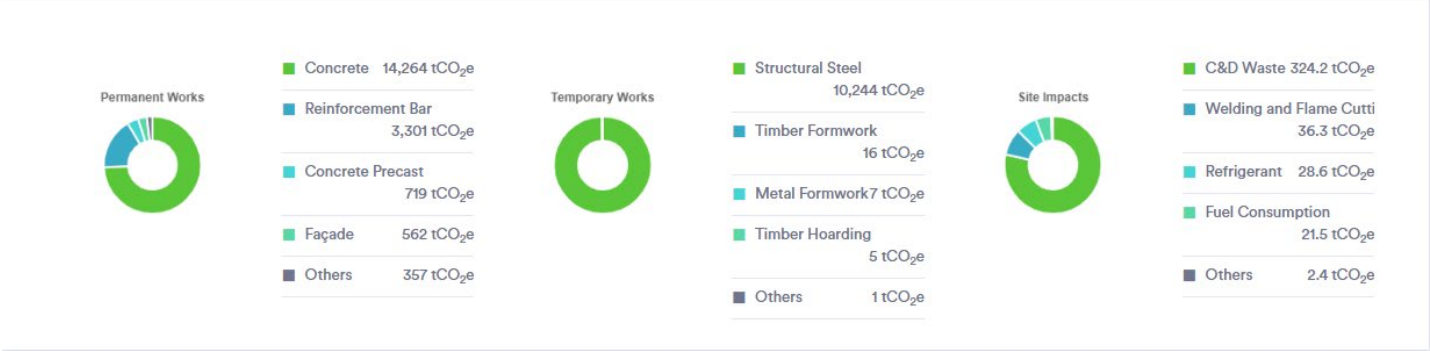 Permanent Works
Concrete 14,264 tCO₂e
Reinforcement Bar
3,301 tCO₂e
Concrete Precast
719 tCO₂e
Façade 562 tCO₂e
Others 357 tCO₂e
Temporary Works
Structural Steel
10,244 tCO₂e
Timber Formwork
16 tCO₂e
Metal Formwork7 tCO₂e
Timber Hoarding
5 tCO₂e
Others 1 tCO₂e
Site Impacts
C&D Waste 324.2 tCO₂e
Welding and Flame Cutti
36.3 tCO₂e
Refrigerant 28.6 tCO₂e
Fuel Consumption
21.5 tCO₂e
Others 2.4 tCO₂e